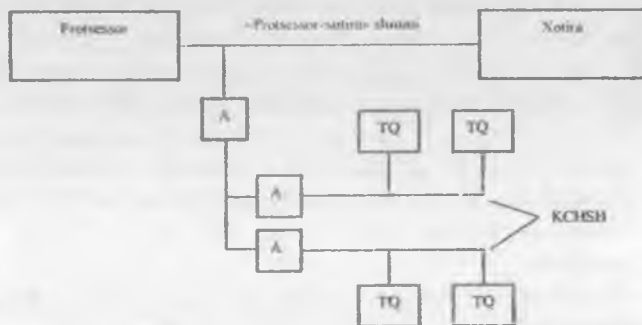 Protsessor
«Protsessor-xotira» shinasi
Xotira
A
TQ
TQ
A
KCHSH
A
TQ
TQ